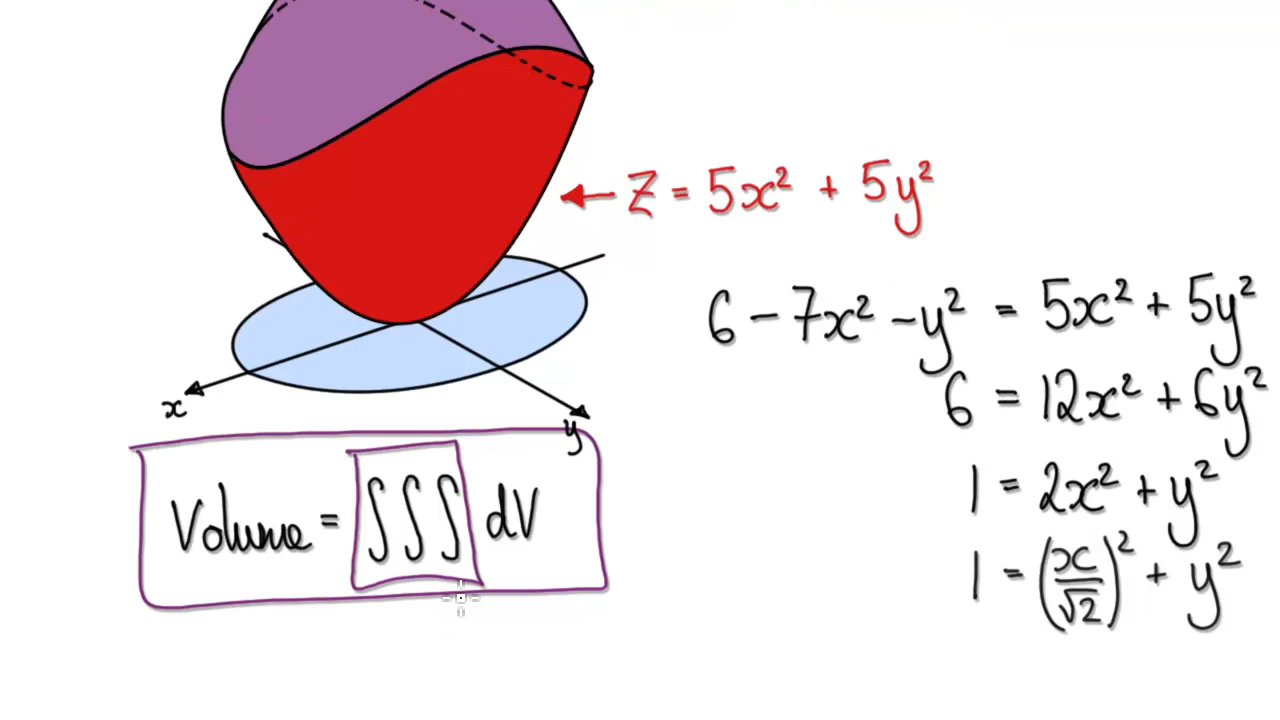 Z = 5x² + 5y²
6 - 7x² - y² = 5x² + 5y²
6 = 12x² + 6y²
1 = 2x² + y²
1 = (x/√2)² + y²
x
y
Volume = ∫∫∫ dV